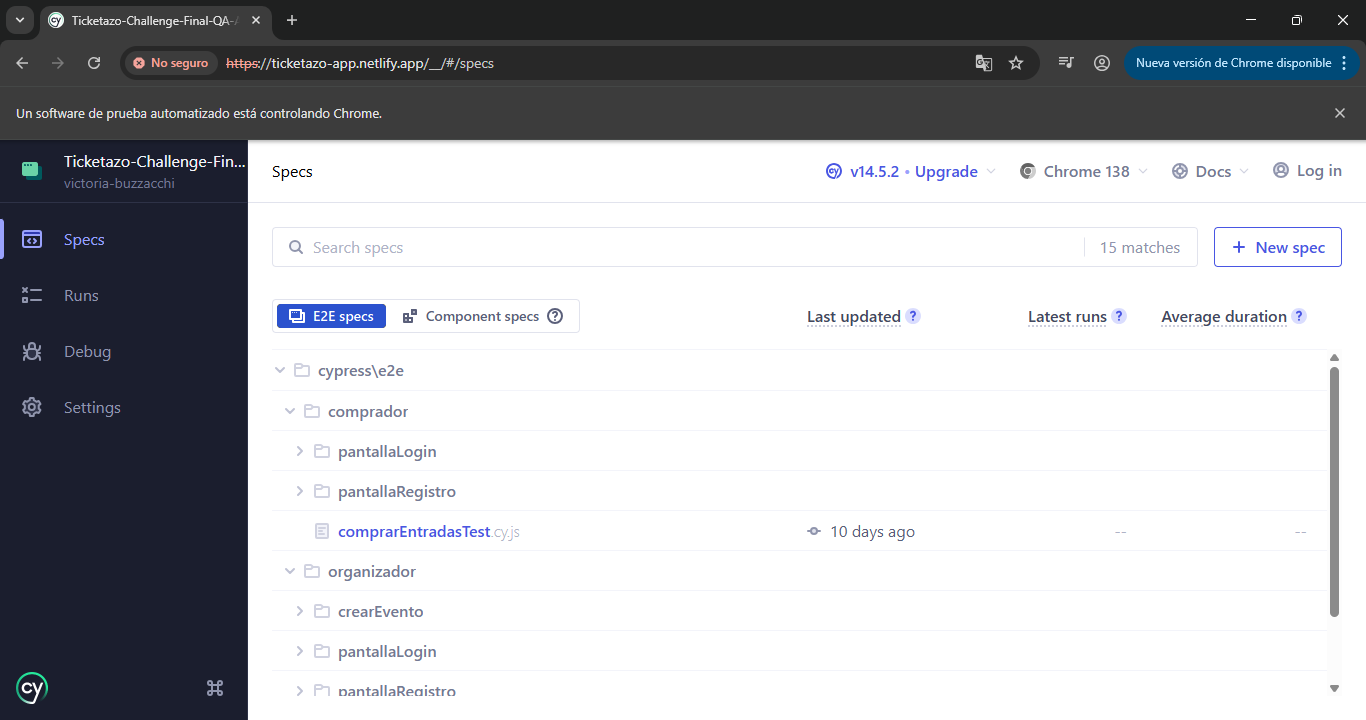 Ticketazo-Challenge-Final-QA-
No seguro
https://ticketazo-app.netlify.app/__/#/specs
Nueva versión de Chrome disponible
Un software de prueba automatizado está controlando Chrome.
Ticketazo-Challenge-Fin...
victoria-buzzacchi
Specs
Runs
Debug
Settings
cy
Specs
v14.5.2 • Upgrade
Chrome 138
Docs
Log in
Search specs
15 matches
+ New spec
E2E specs
Component specs ?
Last updated ?
Latest runs ?
Average duration ?
cypress\e2e
comprador
pantallaLogin
pantallaRegistro
comprarEntradasTest.cy.js 10 days ago -- --
organizador
crearEvento
pantallaLogin
pantallaRegistro